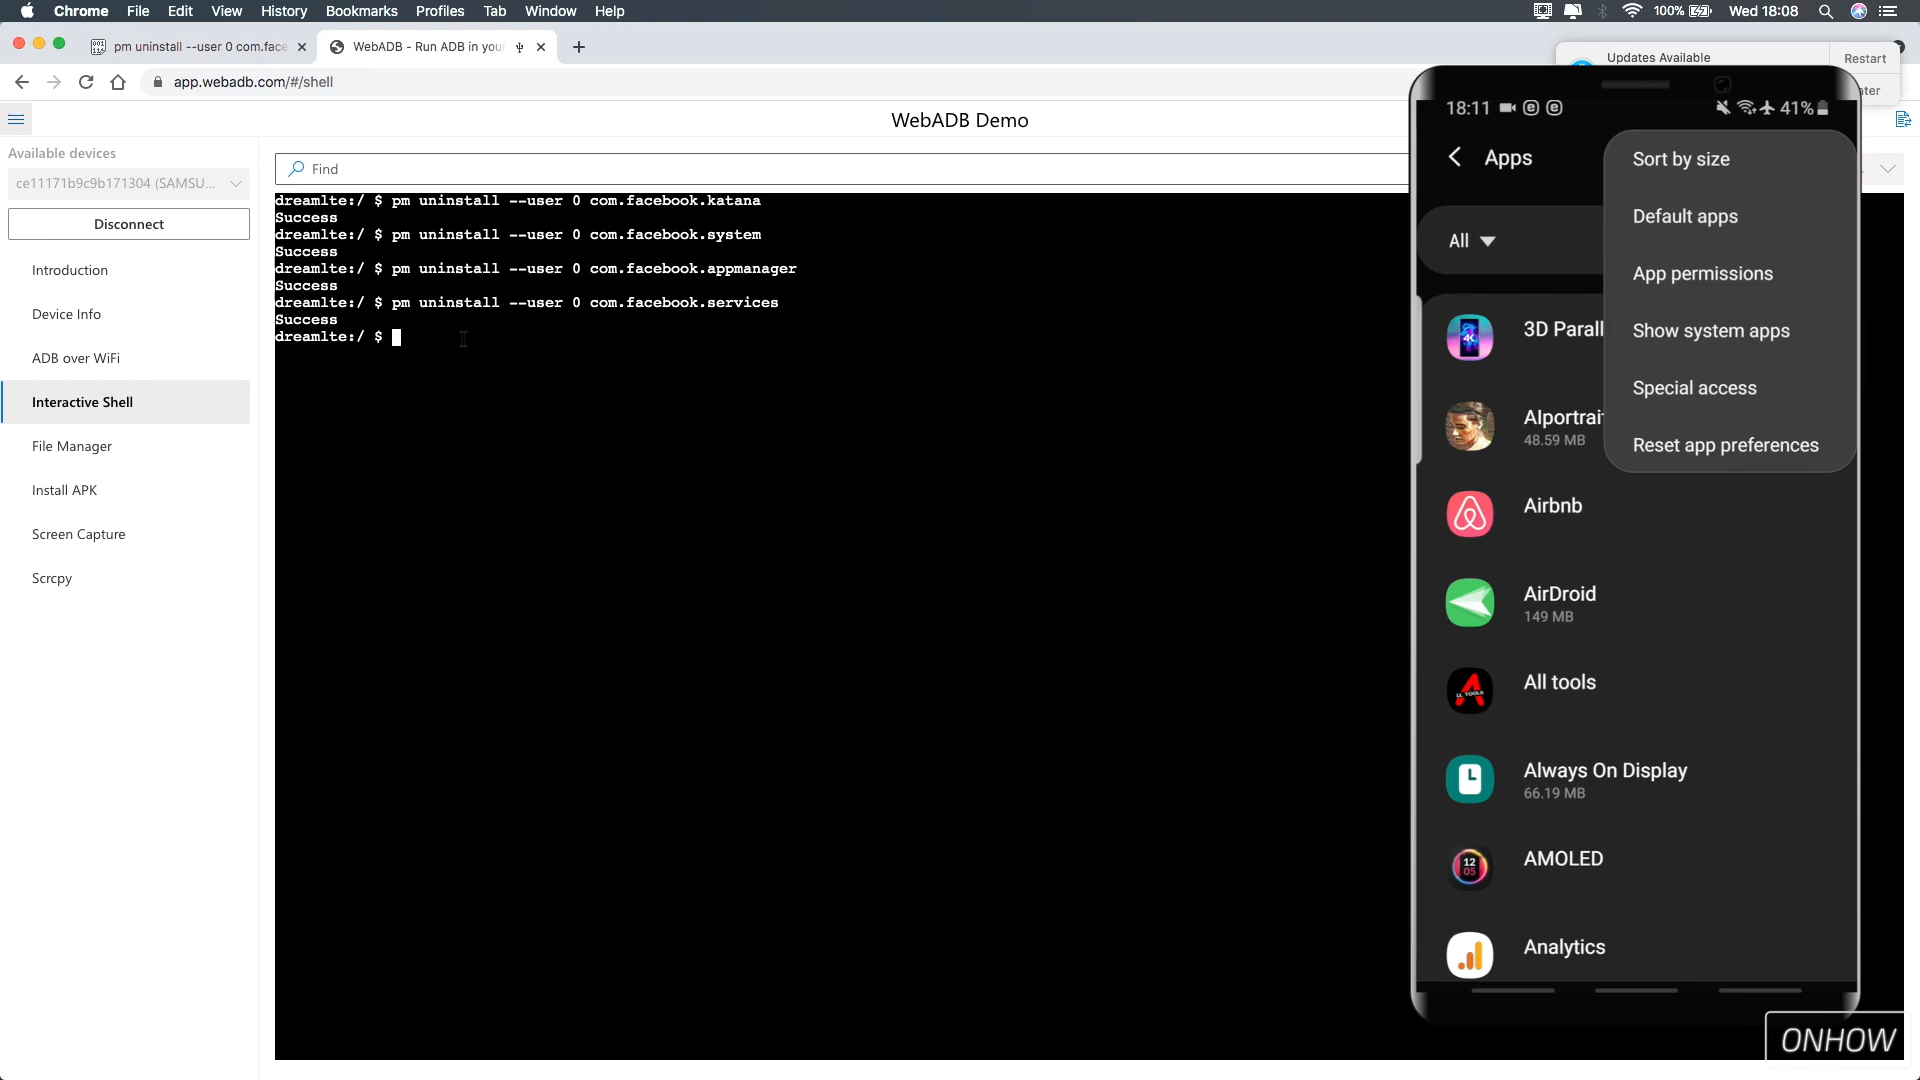 Chrome File Edit View History Bookmarks Profiles Tab Window Help
100% Wed 18:08
pm uninstall --user 0 com.face
WebADB - Run ADB in your
Updates Available
Restart
app.webadb.com/#/shell
WebADB Demo
Available devices
ce11171b9c9b171304 (SAMSU...
Disconnect
Introduction
Device Info
ADB over WiFi
Interactive Shell
File Manager
Install APK
Screen Capture
Scrcpy
Find
dreamlte:/ $ pm uninstall --user 0 com.facebook.katana
Success
dreamlte:/ $ pm uninstall --user 0 com.facebook.system
Success
dreamlte:/ $ pm uninstall --user 0 com.facebook.appmanager
Success
dreamlte:/ $ pm uninstall --user 0 com.facebook.services
Success
dreamlte:/ $
18:11 41%
Apps
All
Sort by size
Default apps
App permissions
Show system apps
Special access
Reset app preferences
3D Parall
4K
AIportrait
48.59 MB
Airbnb
AirDroid
149 MB
All tools
Always On Display
66.19 MB
12
05
AMOLED
Analytics
ONHOW